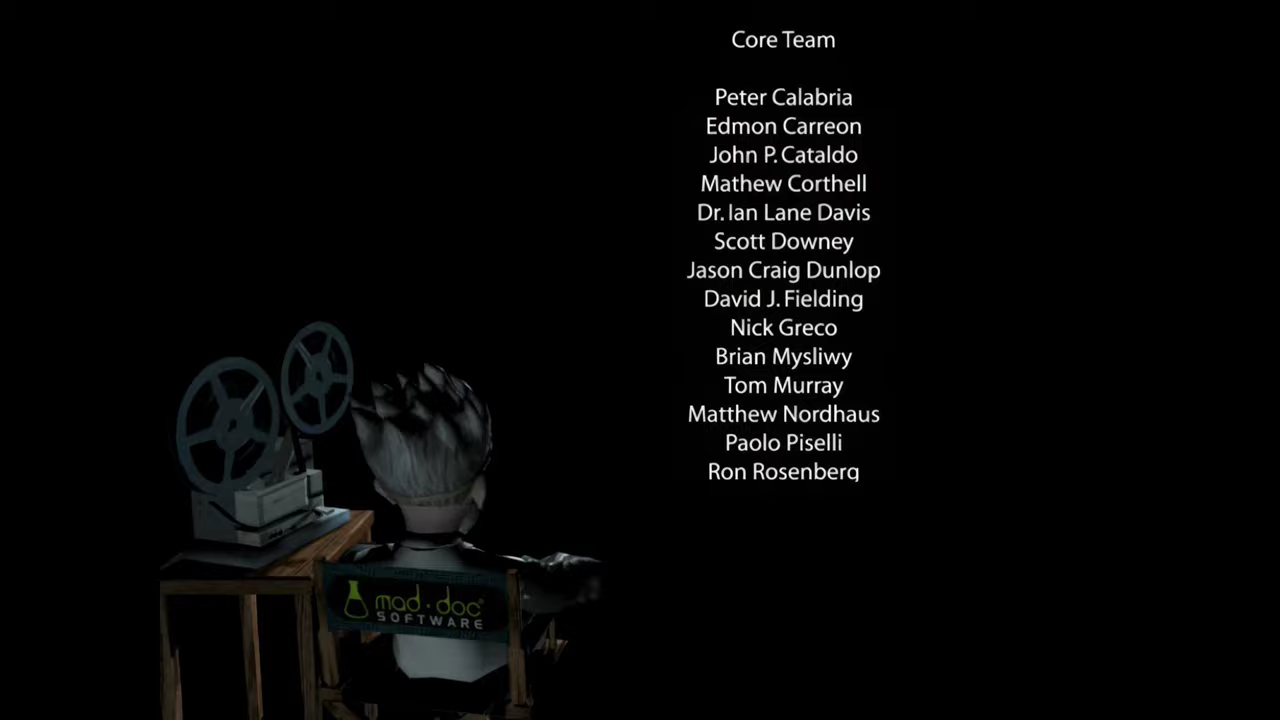 Core Team
Peter Calabria
Edmon Carreon
John P. Cataldo
Mathew Corthell
Dr. Ian Lane Davis
Scott Downey
Jason Craig Dunlop
David J. Fielding
Nick Greco
Brian Mysliwy
Tom Murray
Matthew Nordhaus
Paolo Piselli
Ron Rosenberg
mad·doc
SOFTWARE